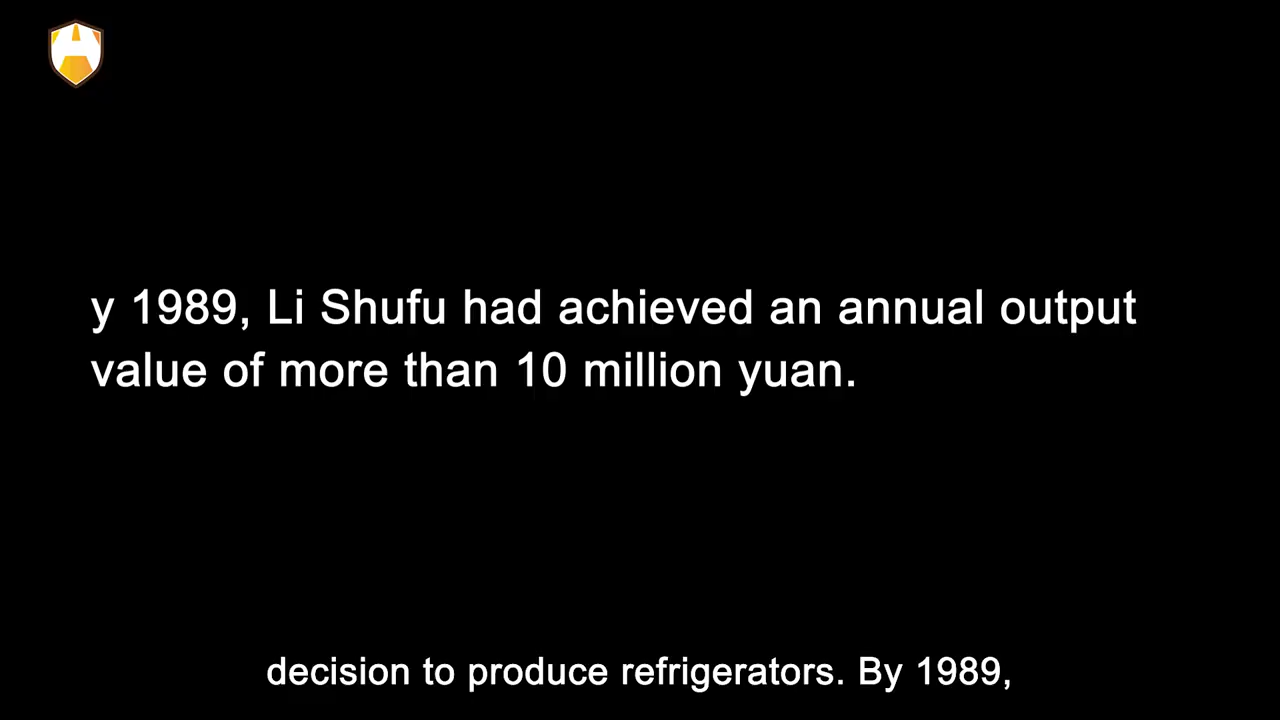 y 1989, Li Shufu had achieved an annual output
value of more than 10 million yuan.
decision to produce refrigerators. By 1989,